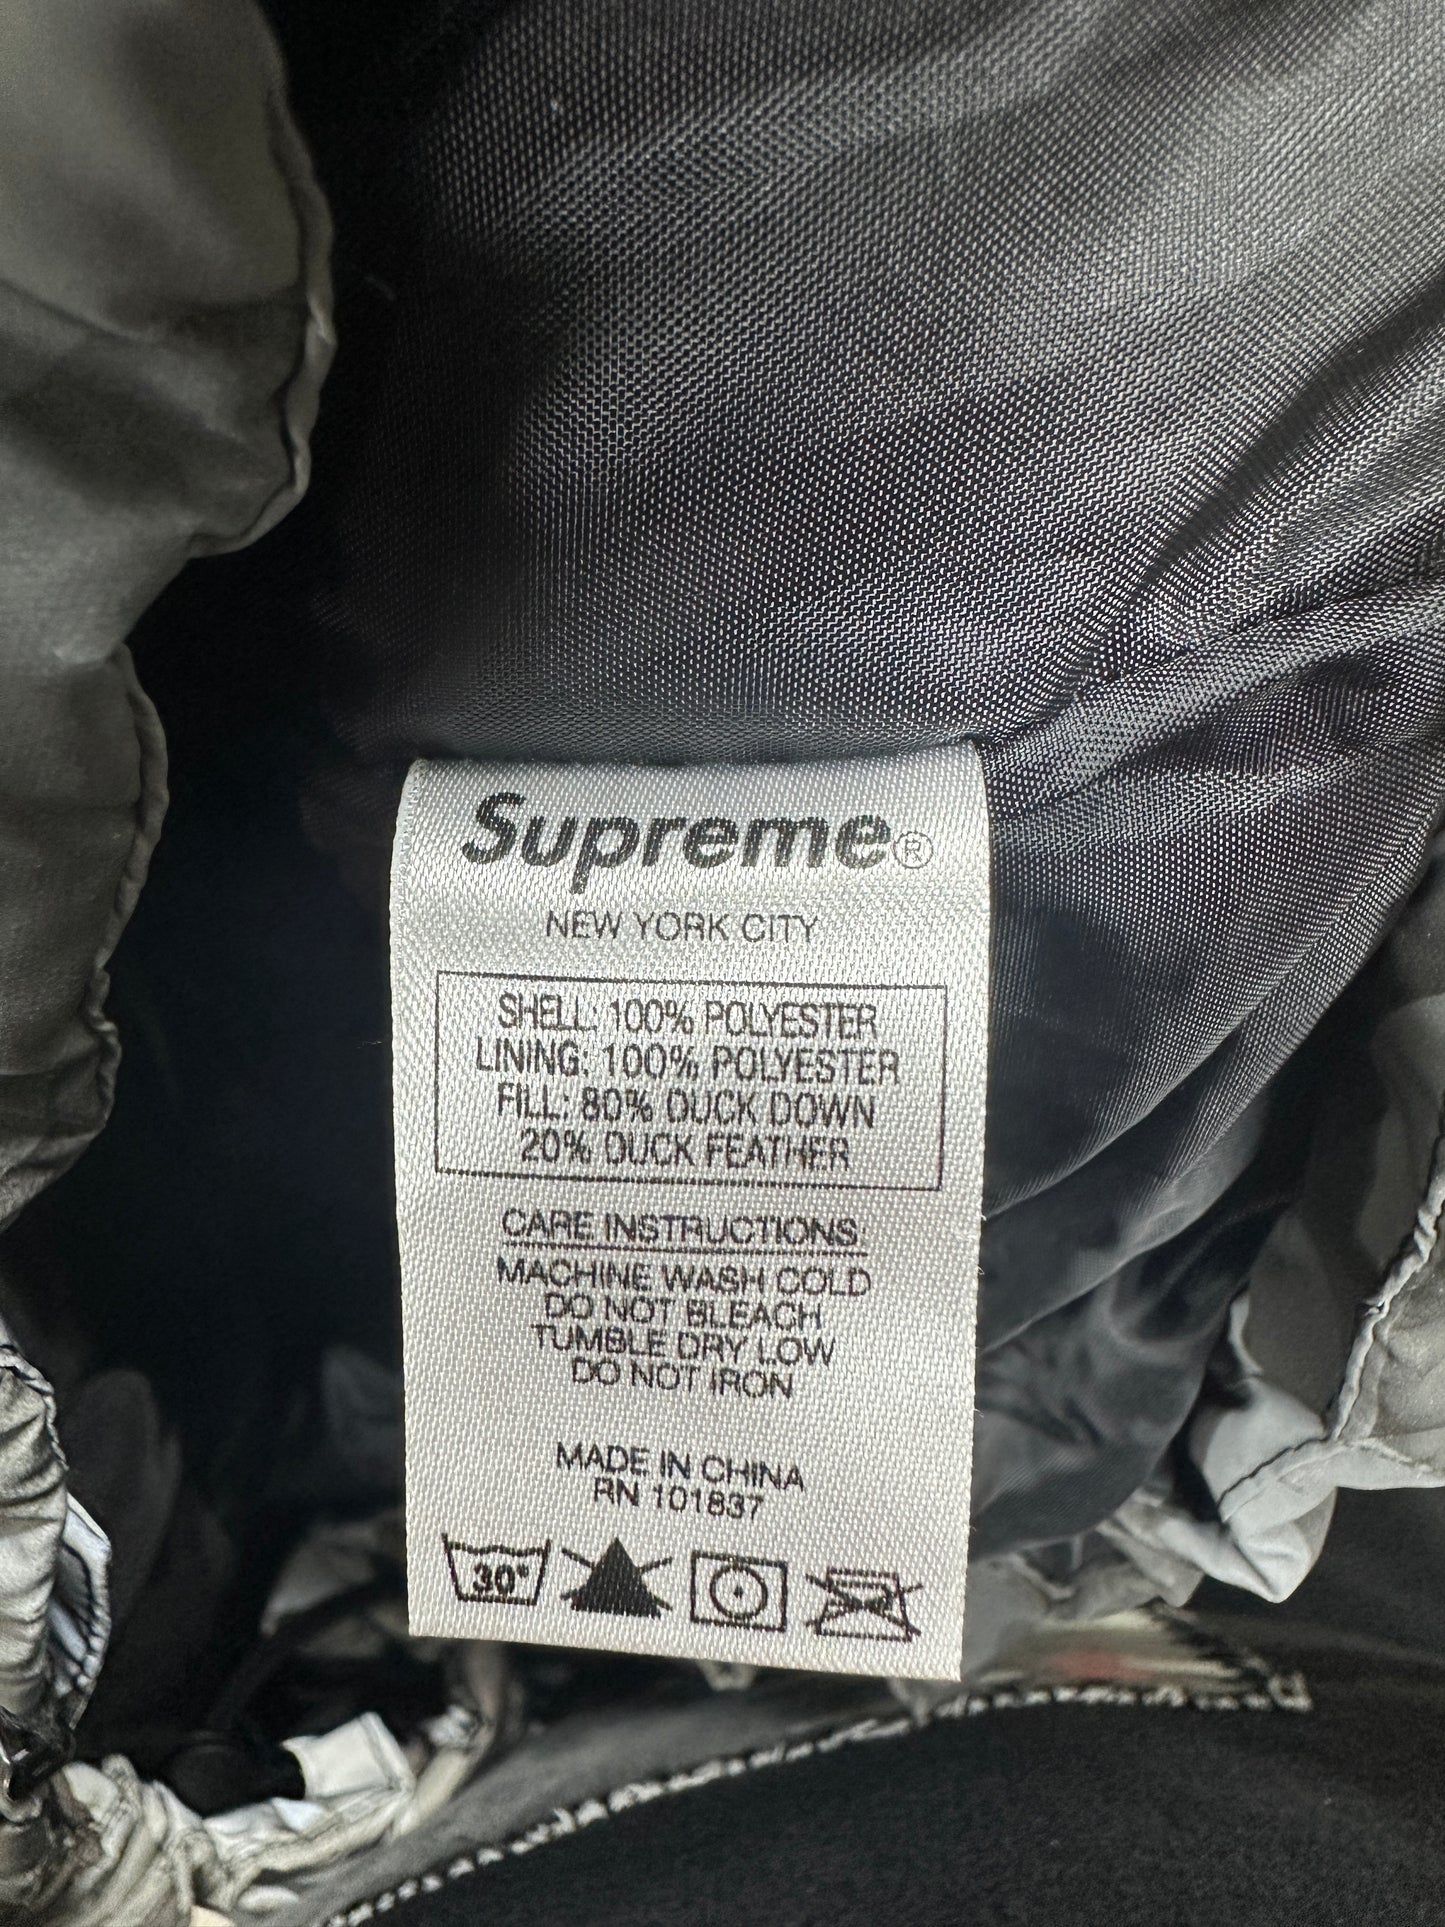 Supreme®
NEW YORK CITY
SHELL: 100% POLYESTER
LINING: 100% POLYESTER
FILL: 80% DUCK DOWN
20% DUCK FEATHER
CARE INSTRUCTIONS:
MACHINE WASH COLD
DO NOT BLEACH
TUMBLE DRY LOW
DO NOT IRON
MADE IN CHINA
RN 101837
30°